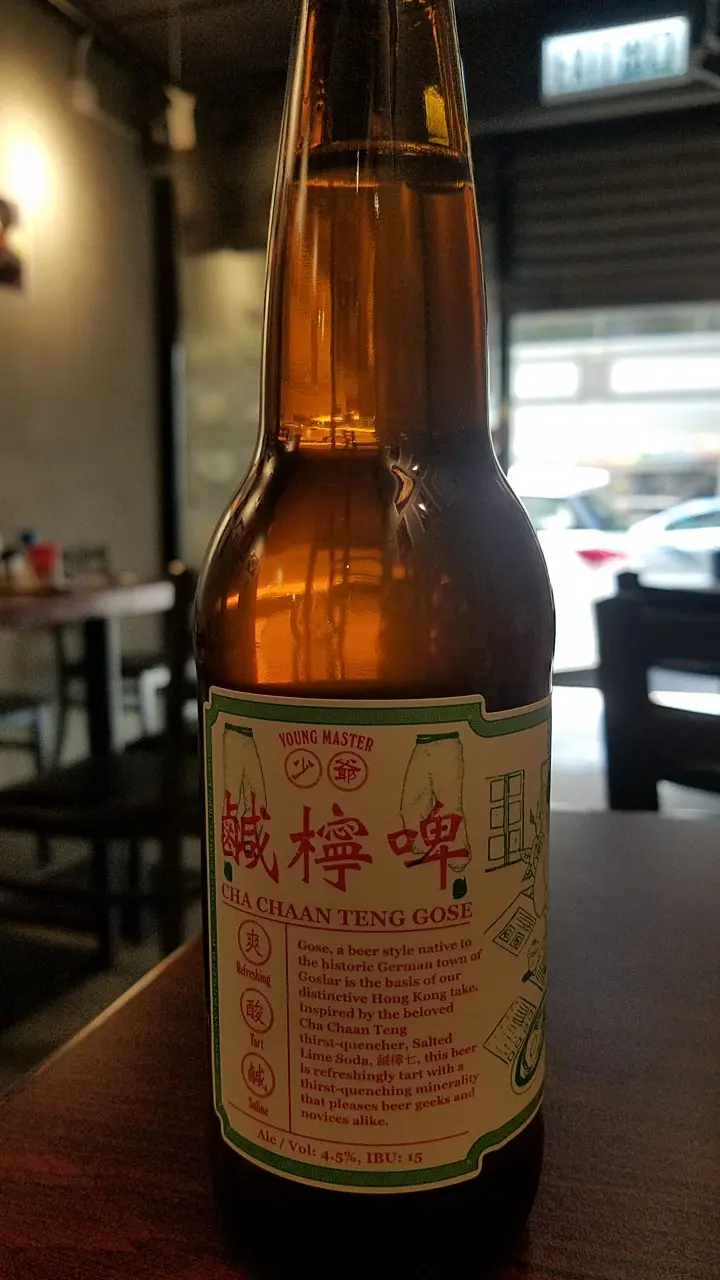 YOUNG MASTER
少爺
鹹檸啤
CHA CHAAN TENG GOSE
爽
Refreshing
酸
Tart
鹹
Saline
Gose, a beer style native to
the historic German town of
Goslar is the basis of our
distinctive Hong Kong take.
Inspired by the beloved
Cha Chaan Teng
thirst-quencher, Salted
Lime Soda, 鹹檸七, this beer
is refreshingly tart with a
thirst-quenching minerality
that pleases beer geeks and
novices alike.
Alc / Vol: 4.5%, IBU: 15